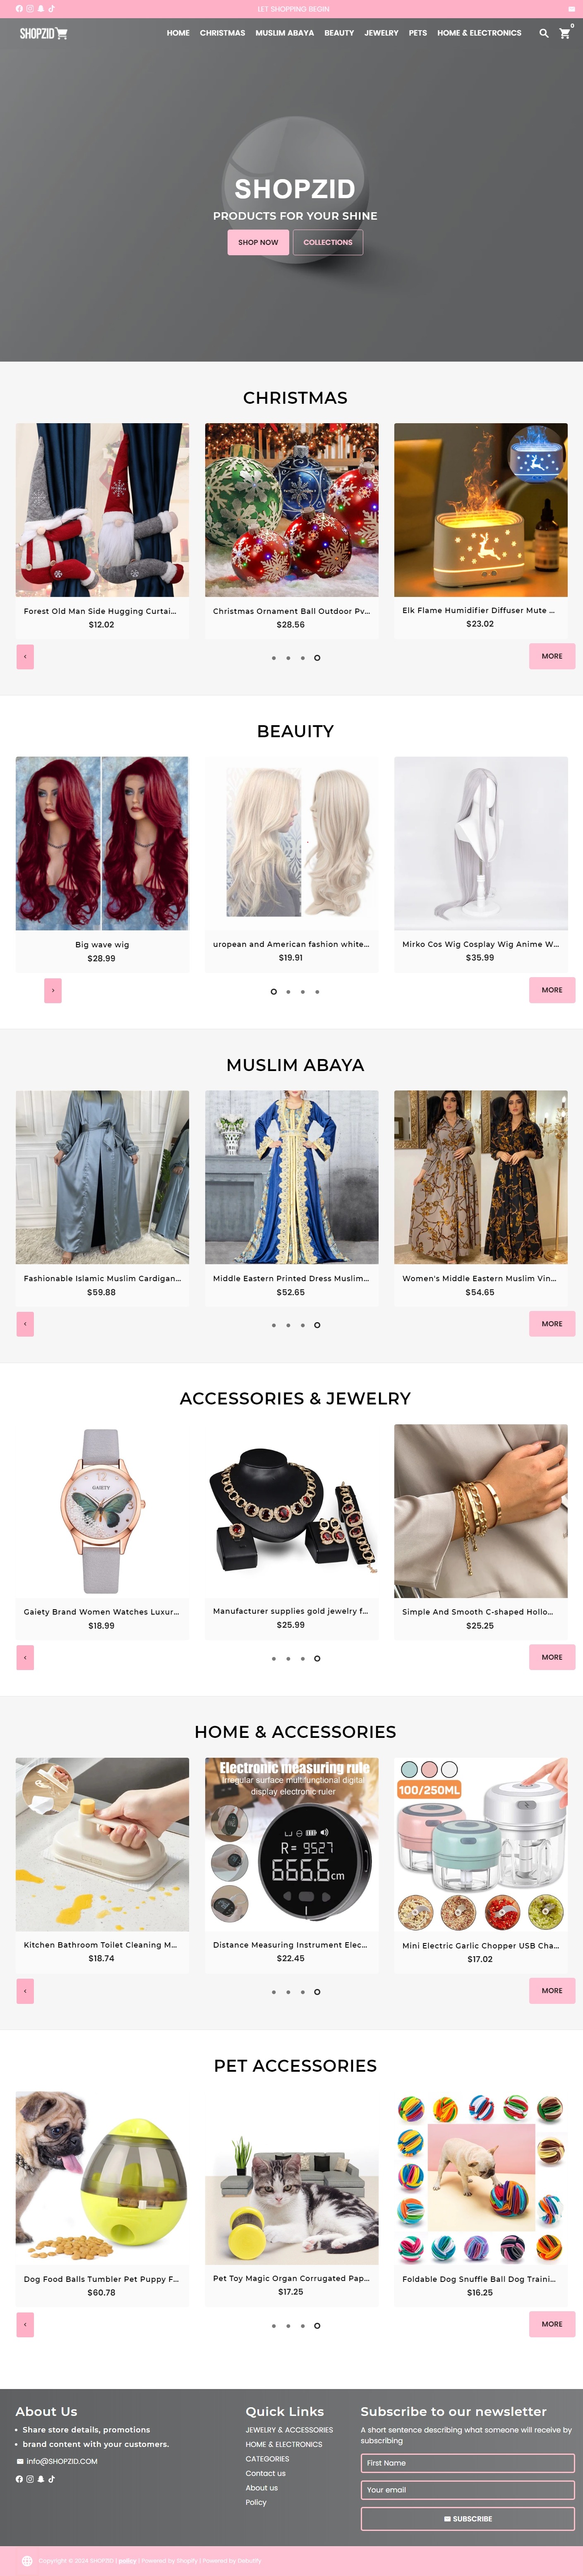 LET SHOPPING BEGIN
SHOPZID
HOME CHRISTMAS MUSLIM ABAYA BEAUTY JEWELRY PETS HOME & ELECTRONICS
0
SHOPZID
PRODUCTS FOR YOUR SHINE
SHOP NOW COLLECTIONS
CHRISTMAS
Forest Old Man Side Hugging Curtai...
$12.02
Christmas Ornament Ball Outdoor Pv...
$28.56
Elk Flame Humidifier Diffuser Mute ...
$23.02
MORE
BEAUITY
Big wave wig
$28.99
uropean and American fashion white...
$19.91
Mirko Cos Wig Cosplay Wig Anime W...
$35.99
MORE
MUSLIM ABAYA
Fashionable Islamic Muslim Cardigan...
$59.88
Middle Eastern Printed Dress Muslim...
$52.65
Women's Middle Eastern Muslim Vin...
$54.65
MORE
ACCESSORIES & JEWELRY
GAIETY
Gaiety Brand Women Watches Luxur...
$18.99
Manufacturer supplies gold jewelry f...
$25.99
Simple And Smooth C-shaped Hollo...
$25.25
MORE
HOME & ACCESSORIES
Electronic measuring rule
Irregular surface multifunctional digital
display electronic ruler
R= 9527
666.6cm
100/250ML
Kitchen Bathroom Toilet Cleaning M...
$18.74
Distance Measuring Instrument Elec...
$22.45
Mini Electric Garlic Chopper USB Cha...
$17.02
MORE
PET ACCESSORIES
Dog Food Balls Tumbler Pet Puppy F...
$60.78
Pet Toy Magic Organ Corrugated Pap...
$17.25
Foldable Dog Snuffle Ball Dog Traini...
$16.25
MORE
About Us
• Share store details, promotions
• brand content with your customers.
info@SHOPZID.COM
Quick Links
JEWELRY & ACCESSORIES
HOME & ELECTRONICS
CATEGORIES
Contact us
About us
Policy
Subscribe to our newsletter
A short sentence describing what someone will receive by
subscribing
First Name
Your email
SUBSCRIBE
Copyright © 2024 SHOPZID | policy | Powered by Shopify | Powered by Debutify